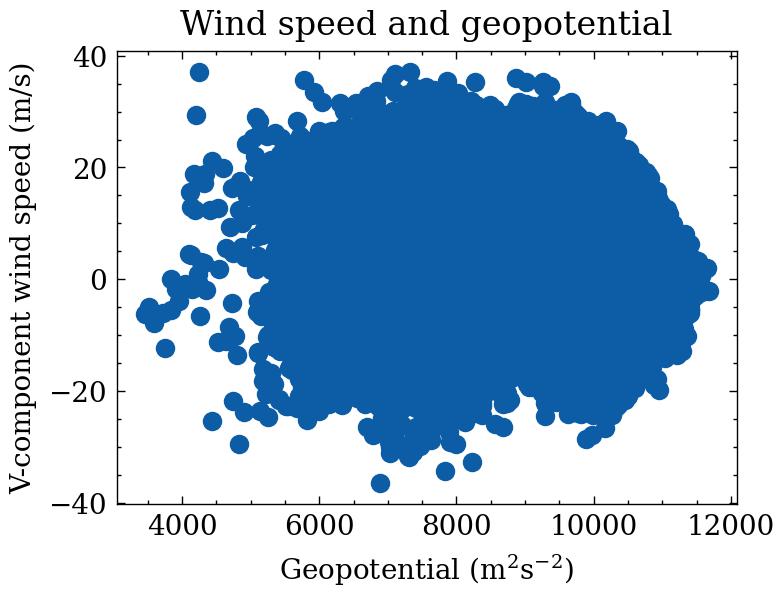 Wind speed and geopotential
V-component wind speed (m/s)
40
20
0
−20
−40
4000 6000 8000 10000 12000
Geopotential (m²s⁻²)